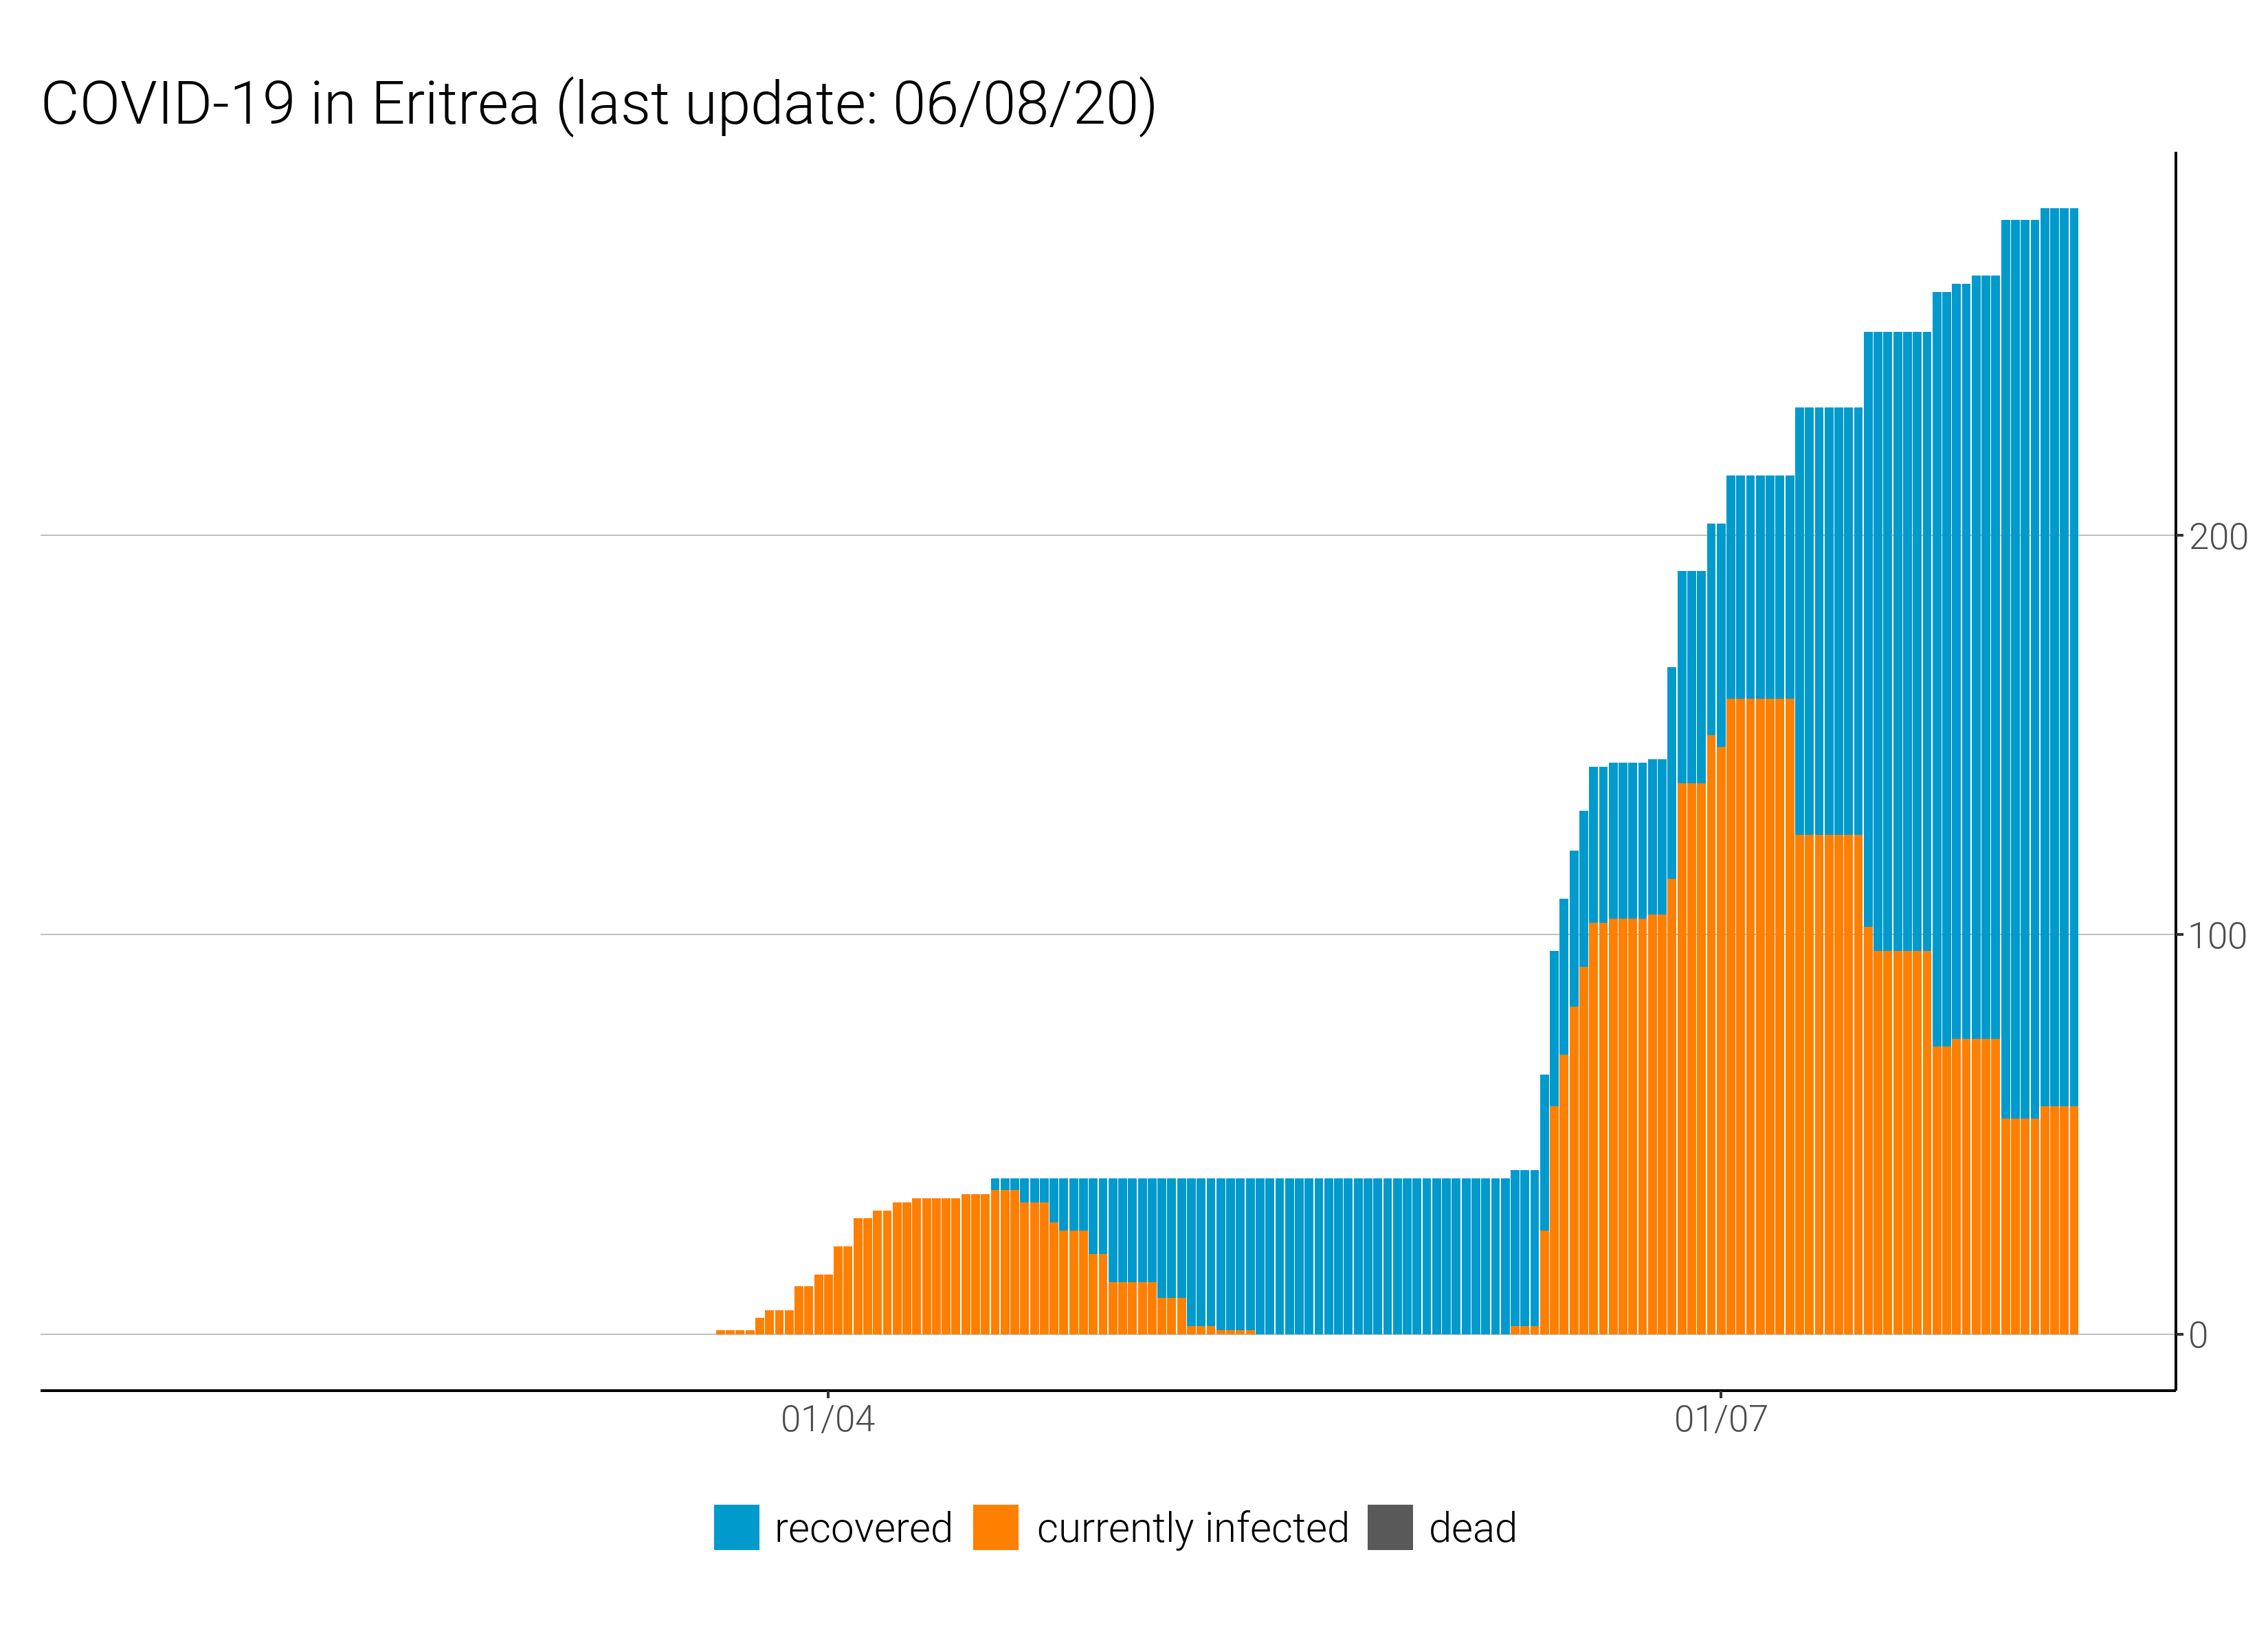 COVID-19 in Eritrea (last update: 06/08/20)
200
100
0
01/04 01/07
recovered currently infected dead